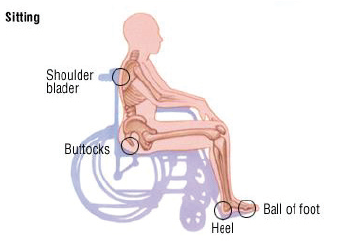 Sitting
Shoulder
blader
Buttocks
Ball of foot
Heel